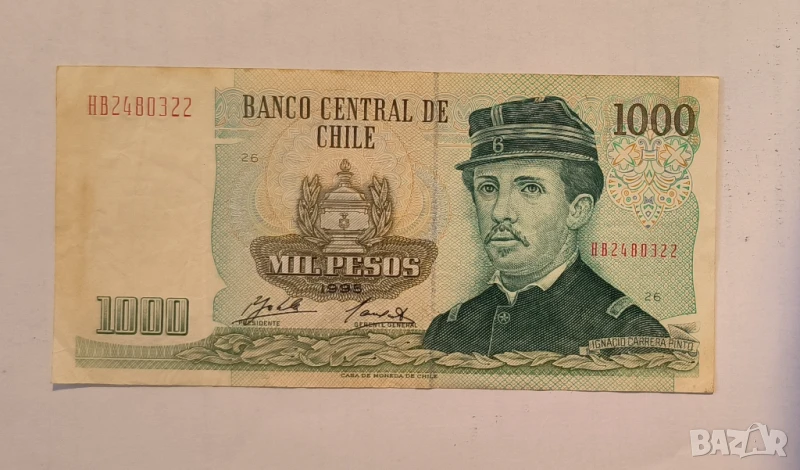 HB2480322
BANCO CENTRAL DE
CHILE
1000
6
26
MIL PESOS
1995
HB2480322
26
1000
PRESIDENTE
GERENTE GENERAL
IGNACIO CARRERA PINTO
CASA DE MONEDA DE CHILE
BAZAR